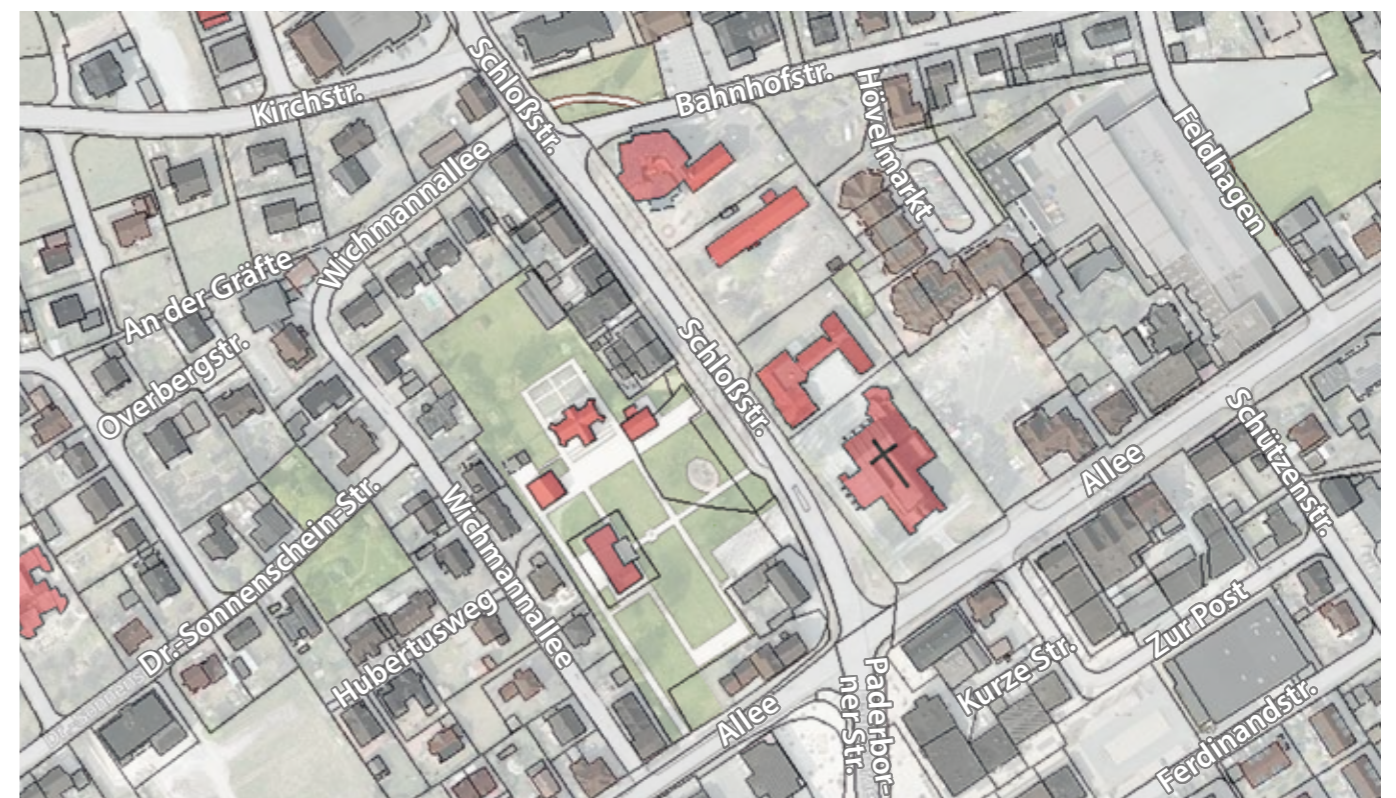 Schloßstr.
Kirchstr.
Bahnhofstr.
Hövelmarkt
Feldhagen
Wichmannallee
An der Gräfte
Overbergstr.
Schloßstr.
Schützenstr.
Allee
Dr.-Sonnenschein-Str.
Wichmannallee
Hubertusweg
Zur Post
Kurze Str.
Paderbor-
ner-Str.
Allee
Ferdinandstr.